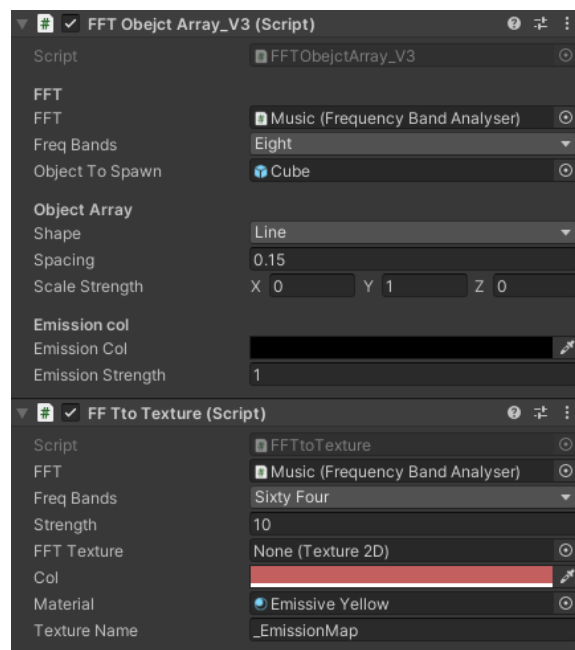 # FFT Obejct Array_V3 (Script)
Script # FFTObejctArray_V3
FFT
FFT # Music (Frequency Band Analyser)
Freq Bands Eight
Object To Spawn Cube
Object Array
Shape Line
Spacing 0.15
Scale Strength X 0 Y 1 Z 0
Emission col
Emission Col
Emission Strength 1
# FF Tto Texture (Script)
Script # FFTtoTexture
FFT # Music (Frequency Band Analyser)
Freq Bands Sixty Four
Strength 10
FFT Texture None (Texture 2D)
Col
Material Emissive Yellow
Texture Name _EmissionMap